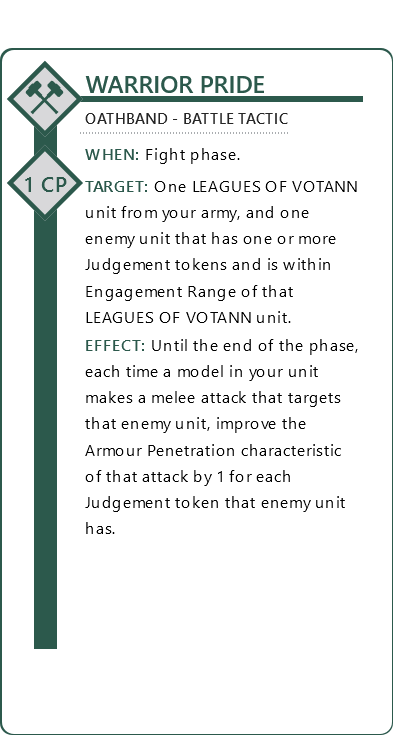 WARRIOR PRIDE
OATHBAND - BATTLE TACTIC
WHEN: Fight phase.
1 CP
TARGET: One LEAGUES OF VOTANN
unit from your army, and one
enemy unit that has one or more
Judgement tokens and is within
Engagement Range of that
LEAGUES OF VOTANN unit.
EFFECT: Until the end of the phase,
each time a model in your unit
makes a melee attack that targets
that enemy unit, improve the
Armour Penetration characteristic
of that attack by 1 for each
Judgement token that enemy unit
has.